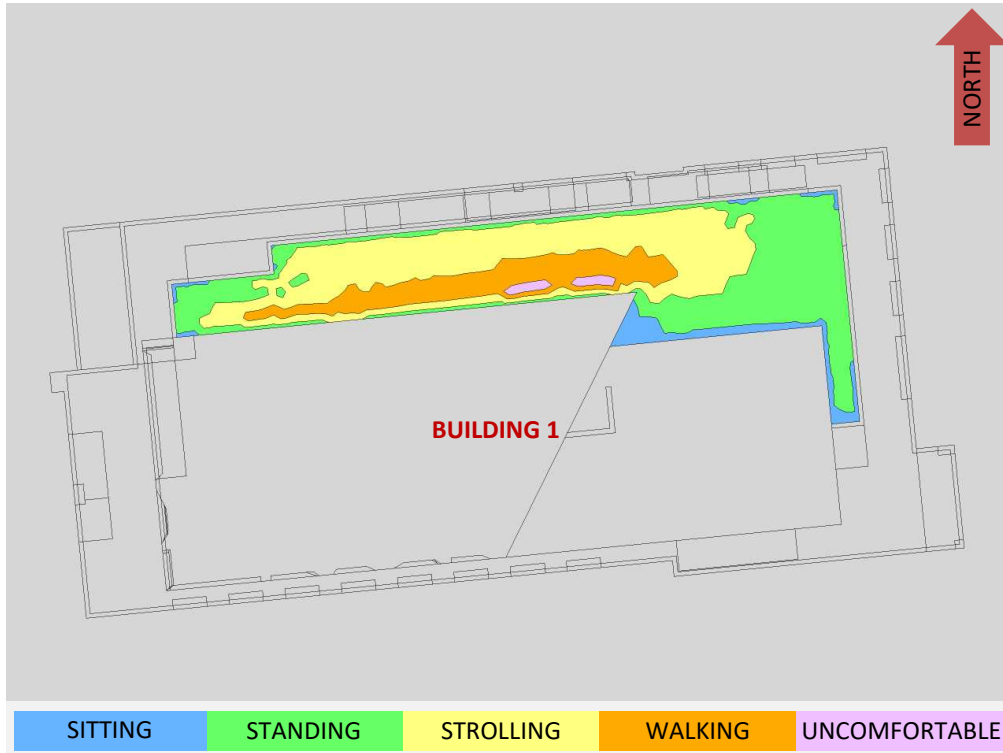 NORTH
BUILDING 1
SITTING
STANDING
STROLLING
WALKING
UNCOMFORTABLE